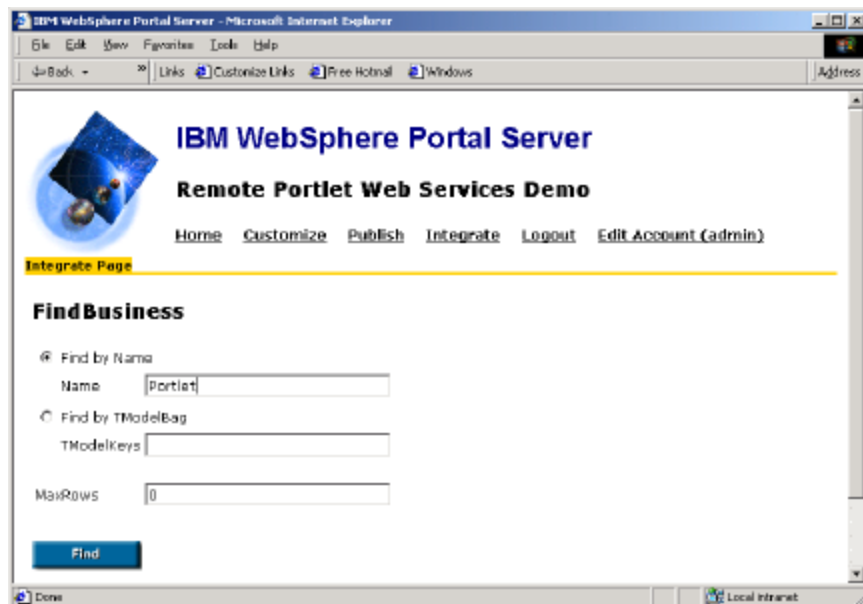 IBM WebSphere Portal Server - Microsoft Internet Explorer
File Edit View Favorites Tools Help
Back » Links Customize Links Free Hotmail Windows Address
IBM WebSphere Portal Server
Remote Portlet Web Services Demo
Home Customize Publish Integrate Logout Edit Account (admin)
Integrate Page
FindBusiness
Find by Name
Name Portlet
Find by TModelBag
TModelKeys
MaxRows 0
Find
Done Local intranet